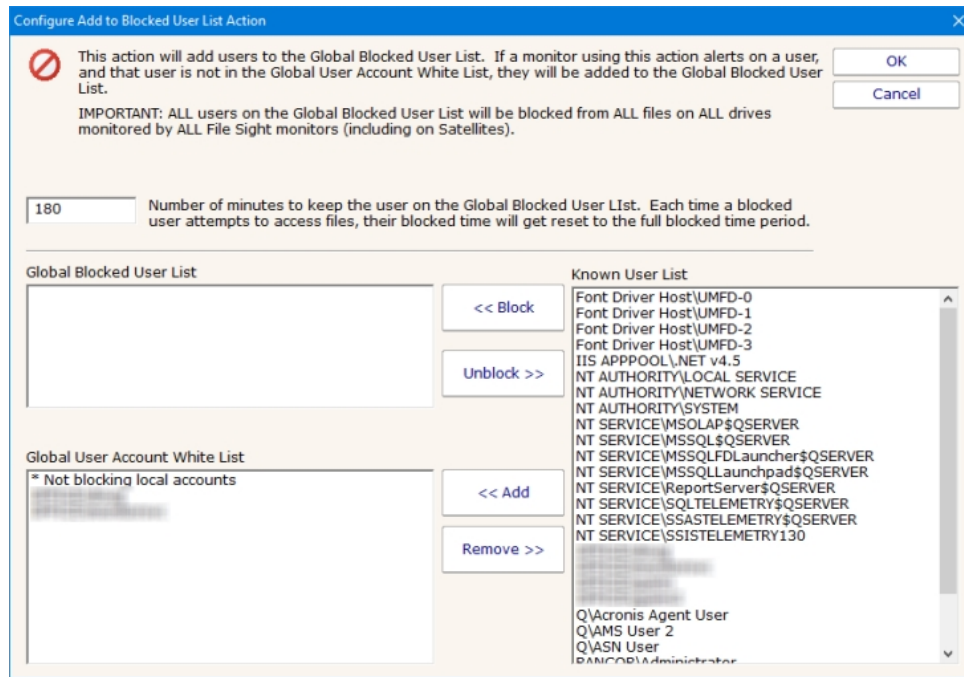 Configure Add to Blocked User List Action
This action will add users to the Global Blocked User List. If a monitor using this action alerts on a user,
and that user is not in the Global User Account White List, they will be added to the Global Blocked User
List.
IMPORTANT: ALL users on the Global Blocked User List will be blocked from ALL files on ALL drives
monitored by ALL File Sight monitors (including on Satellites).
OK
Cancel
180
Number of minutes to keep the user on the Global Blocked User LIst. Each time a blocked
user attempts to access files, their blocked time will get reset to the full blocked time period.
Global Blocked User List
<< Block
Unblock >>
Global User Account White List
* Not blocking local accounts
<< Add
Remove >>
Known User List
Font Driver Host\UMFD-0
Font Driver Host\UMFD-1
Font Driver Host\UMFD-2
Font Driver Host\UMFD-3
IIS APPPOOL\.NET v4.5
NT AUTHORITY\LOCAL SERVICE
NT AUTHORITY\NETWORK SERVICE
NT AUTHORITY\SYSTEM
NT SERVICE\MSOLAP$QSERVER
NT SERVICE\MSSQL$QSERVER
NT SERVICE\MSSQLFDLauncher$QSERVER
NT SERVICE\MSSQLLaunchpad$QSERVER
NT SERVICE\ReportServer$QSERVER
NT SERVICE\SQLTELEMETRY$QSERVER
NT SERVICE\SSASTELEMETRY$QSERVER
NT SERVICE\SSISTELEMETRY130
Q\Acronis Agent User
Q\AMS User 2
Q\ASN User
RANCOR\Administrator